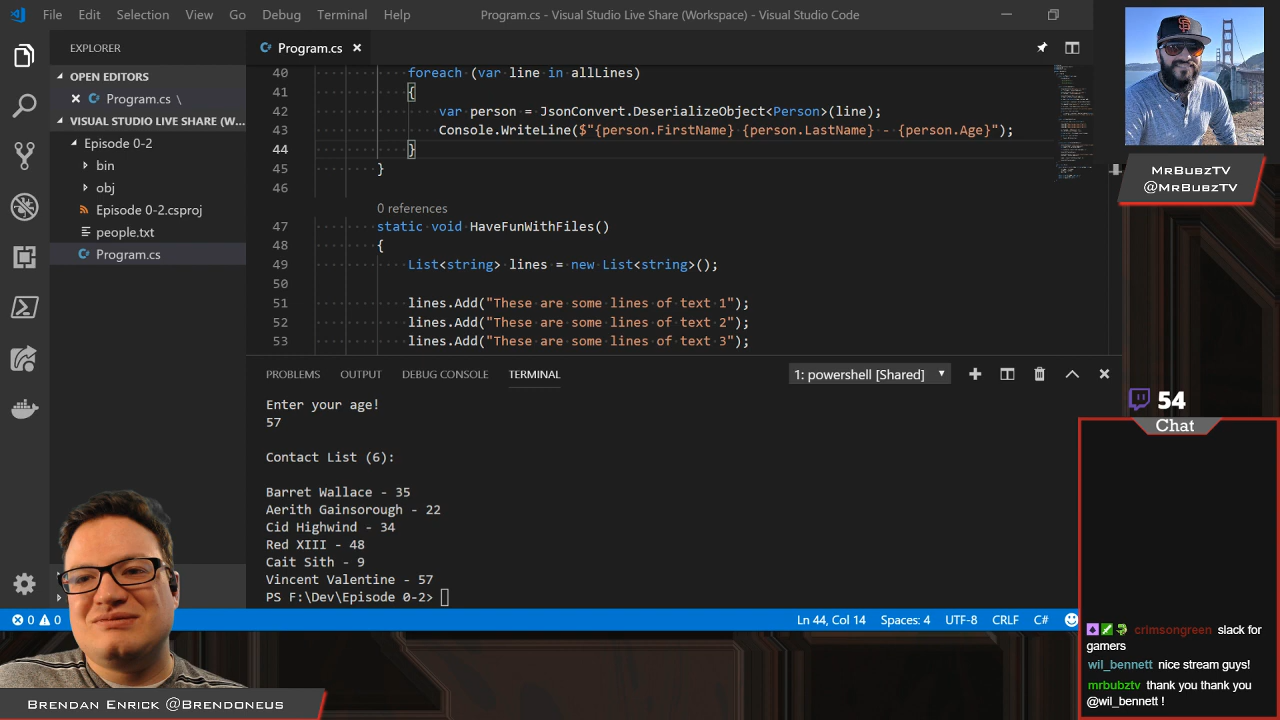 File Edit Selection View Go Debug Terminal Help
Program.cs - Visual Studio Live Share (Workspace) - Visual Studio Code
EXPLORER
OPEN EDITORS
Program.cs \
VISUAL STUDIO LIVE SHARE (W...
Episode 0-2
bin
obj
Episode 0-2.csproj
people.txt
Program.cs
Program.cs
40 foreach (var line in allLines)
41 {
42 var person = JsonConvert.DeserializeObject<Person>(line);
43 Console.WriteLine($"{person.FirstName} {person.LastName} - {person.Age}");
44 }
45 }
46
0 references
47 static void HaveFunWithFiles()
48 {
49 List<string> lines = new List<string>();
50
51 lines.Add("These are some lines of text 1");
52 lines.Add("These are some lines of text 2");
53 lines.Add("These are some lines of text 3");
PROBLEMS OUTPUT DEBUG CONSOLE TERMINAL
1: powershell [Shared]
Enter your age!
57
Contact List (6):
Barret Wallace - 35
Aerith Gainsorough - 22
Cid Highwind - 34
Red XIII - 48
Cait Sith - 9
Vincent Valentine - 57
PS F:\Dev\Episode 0-2>
0 0
Ln 44, Col 14 Spaces: 4 UTF-8 CRLF C#
MrBubzTV
@MrBubzTV
54
Chat
crimsongreen slack for
gamers
wil_bennett nice stream guys!
mrbubztv thank you thank you
@wil_bennett !
Brendan Enrick @Brendoneus